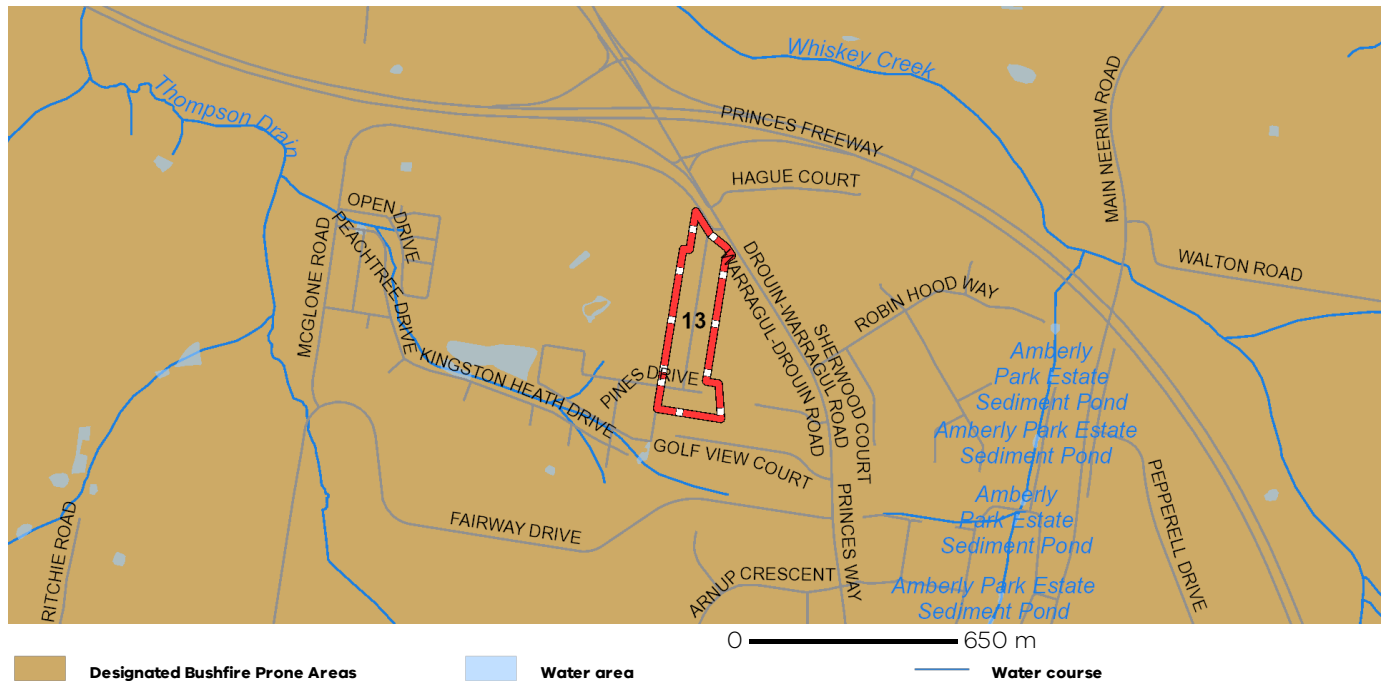 Whiskey Creek
Thompson Drain
PRINCES FREEWAY
MAIN NEERIM ROAD
HAGUE COURT
OPEN DRIVE
PEACHTREE DRIVE
MCGLONE ROAD
WALTON ROAD
DROUIN-WARRAGUL ROAD
WARRAGUL-DROUIN ROAD
ROBIN HOOD WAY
13
SHERWOOD COURT
Amberly
Park Estate
Sediment Pond
KINGSTON HEATH DRIVE
PINES DRIVE
Amberly Park Estate
Sediment Pond
GOLF VIEW COURT
PEPPERELL DRIVE
Amberly
Park Estate
Sediment Pond
PRINCES WAY
FAIRWAY DRIVE
RITCHIE ROAD
ARNUP CRESCENT
Amberly Park Estate
Sediment Pond
0 650 m
Designated Bushfire Prone Areas
Water area
Water course